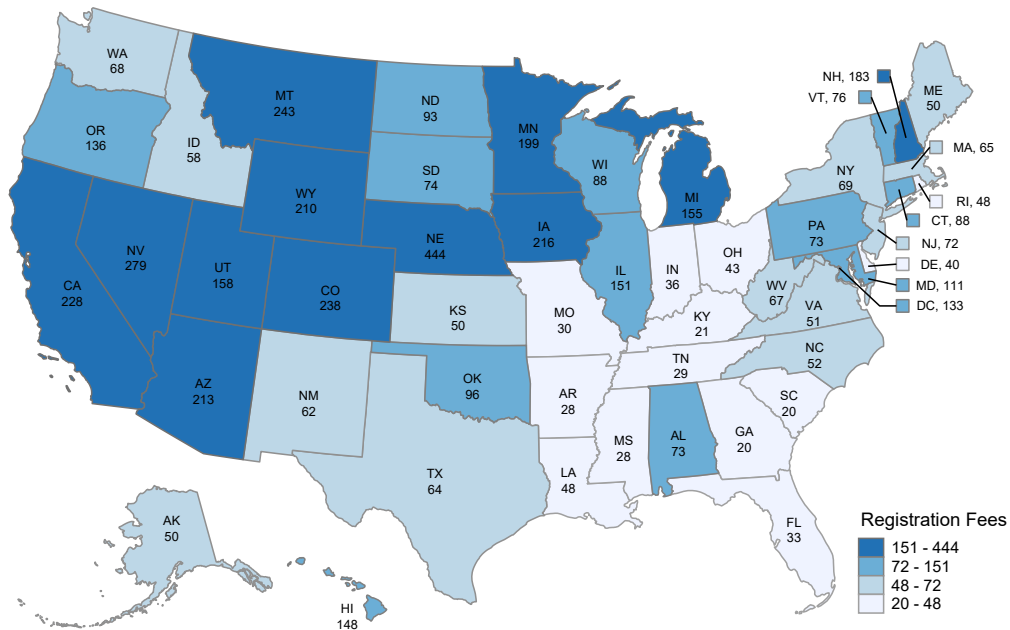 WA
68
MT
243
ND
93
MN
199
NH, 183
VT, 76
ME
50
OR
136
ID
58
SD
74
WI
88
MI
155
NY
69
MA, 65
RI, 48
CT, 88
WY
210
NE
444
IA
216
PA
73
NJ, 72
DE, 40
MD, 111
DC, 133
NV
279
UT
158
CA
228
CO
238
KS
50
MO
30
IL
151
IN
36
OH
43
WV
67
VA
51
KY
21
NC
52
TN
29
AZ
213
NM
62
OK
96
AR
28
SC
20
MS
28
AL
73
GA
20
TX
64
LA
48
FL
33
AK
50
HI
148
Registration Fees
151 - 444
72 - 151
48 - 72
20 - 48